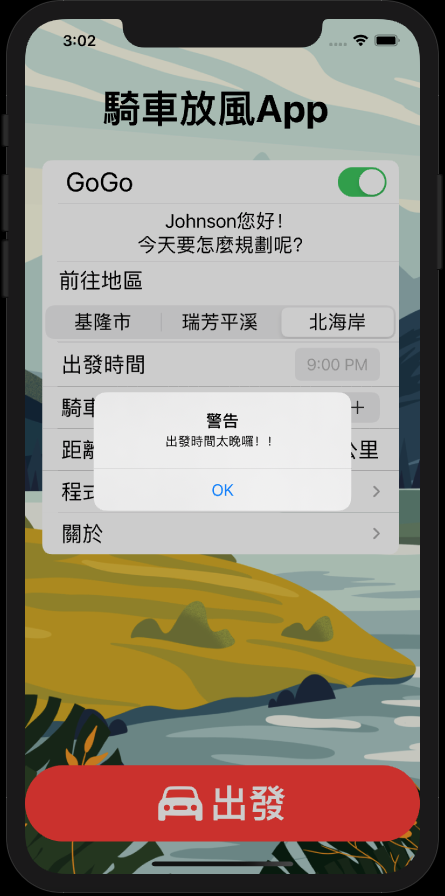 3:02
騎車放風App
GoGo
Johnson您好！
今天要怎麼規劃呢?
前往地區
基隆市 瑞芳平溪 北海岸
出發時間 9:00 PM
騎車
警告
出發時間太晚囉！！
距離 公里
OK
程式
關於
出發